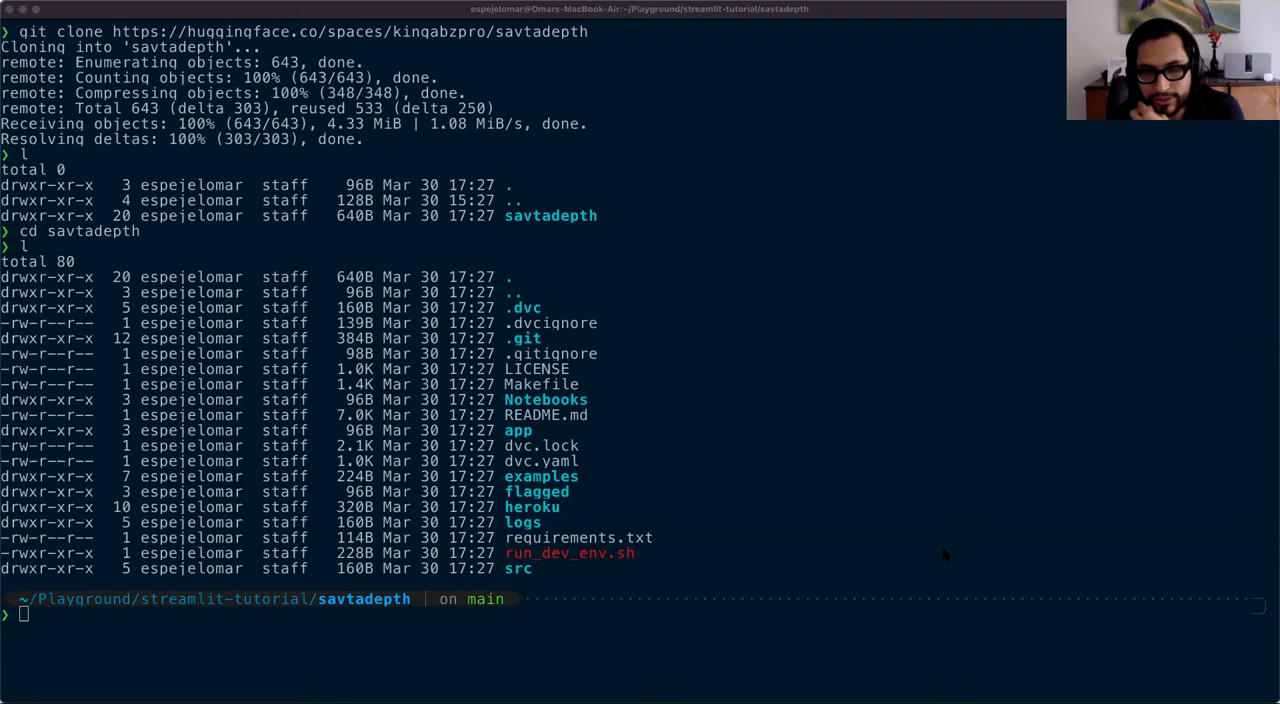 espejelomar@Omars-MacBook-Air:~/Playground/streamlit-tutorial/savtadepth
❯ git clone https://huggingface.co/spaces/kingabzpro/savtadepth
Cloning into 'savtadepth'...
remote: Enumerating objects: 643, done.
remote: Counting objects: 100% (643/643), done.
remote: Compressing objects: 100% (348/348), done.
remote: Total 643 (delta 303), reused 533 (delta 250)
Receiving objects: 100% (643/643), 4.33 MiB | 1.08 MiB/s, done.
Resolving deltas: 100% (303/303), done.
❯ l
total 0
drwxr-xr-x 3 espejelomar staff 96B Mar 30 17:27 .
drwxr-xr-x 4 espejelomar staff 128B Mar 30 15:27 ..
drwxr-xr-x 20 espejelomar staff 640B Mar 30 17:27 savtadepth
❯ cd savtadepth
❯ l
total 80
drwxr-xr-x 20 espejelomar staff 640B Mar 30 17:27 .
drwxr-xr-x 3 espejelomar staff 96B Mar 30 17:27 ..
drwxr-xr-x 5 espejelomar staff 160B Mar 30 17:27 .dvc
-rw-r--r-- 1 espejelomar staff 139B Mar 30 17:27 .dvcignore
drwxr-xr-x 12 espejelomar staff 384B Mar 30 17:27 .git
-rw-r--r-- 1 espejelomar staff 98B Mar 30 17:27 .gitignore
-rw-r--r-- 1 espejelomar staff 1.0K Mar 30 17:27 LICENSE
-rw-r--r-- 1 espejelomar staff 1.4K Mar 30 17:27 Makefile
drwxr-xr-x 3 espejelomar staff 96B Mar 30 17:27 Notebooks
-rw-r--r-- 1 espejelomar staff 7.0K Mar 30 17:27 README.md
drwxr-xr-x 3 espejelomar staff 96B Mar 30 17:27 app
-rw-r--r-- 1 espejelomar staff 2.1K Mar 30 17:27 dvc.lock
-rw-r--r-- 1 espejelomar staff 1.0K Mar 30 17:27 dvc.yaml
drwxr-xr-x 7 espejelomar staff 224B Mar 30 17:27 examples
drwxr-xr-x 3 espejelomar staff 96B Mar 30 17:27 flagged
drwxr-xr-x 10 espejelomar staff 320B Mar 30 17:27 heroku
drwxr-xr-x 5 espejelomar staff 160B Mar 30 17:27 logs
-rw-r--r-- 1 espejelomar staff 114B Mar 30 17:27 requirements.txt
-rwxr-xr-x 1 espejelomar staff 228B Mar 30 17:27 run_dev_env.sh
drwxr-xr-x 5 espejelomar staff 160B Mar 30 17:27 src
~/Playground/streamlit-tutorial/savtadepth | on main
❯